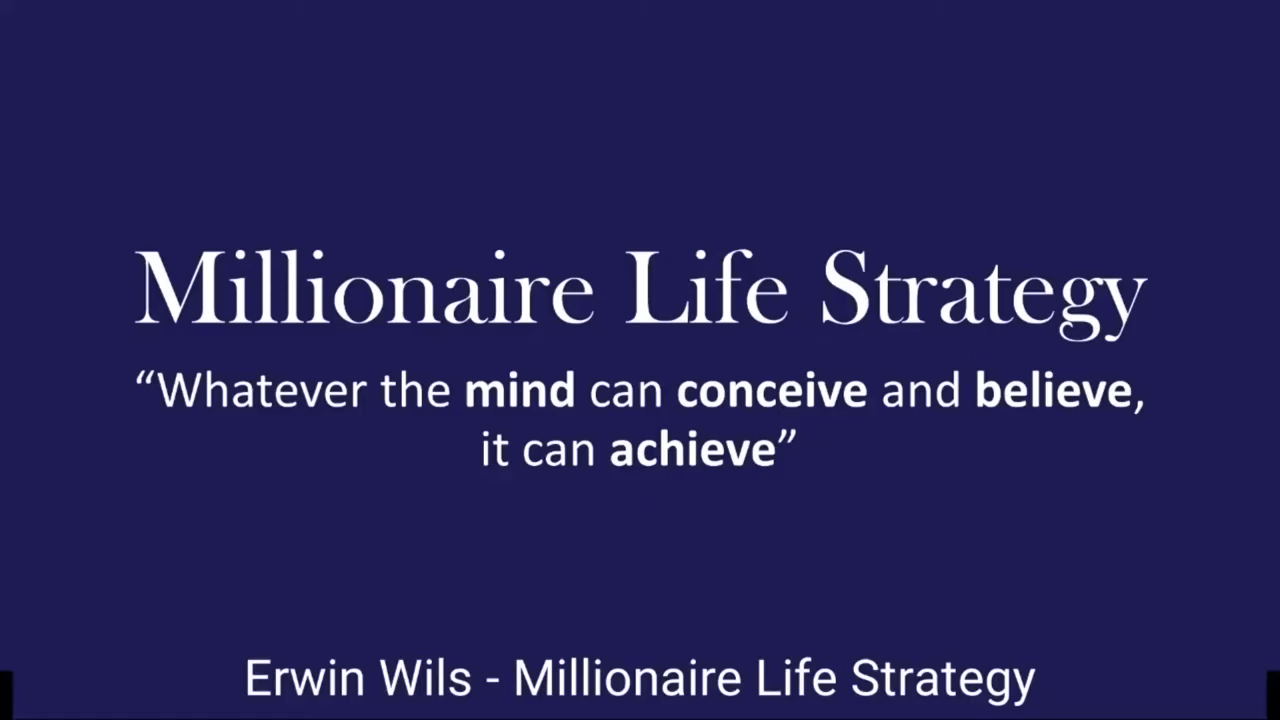 Millionaire Life Strategy
“Whatever the mind can conceive and believe,
it can achieve”
Erwin Wils - Millionaire Life Strategy